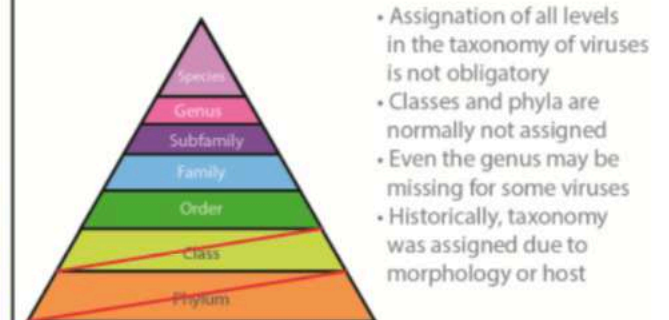 Species
Genus
Subfamily
Family
Order
Class
Phylum
• Assignation of all levels
in the taxonomy of viruses
is not obligatory
• Classes and phyla are
normally not assigned
• Even the genus may be
missing for some viruses
• Historically, taxonomy
was assigned due to
morphology or host